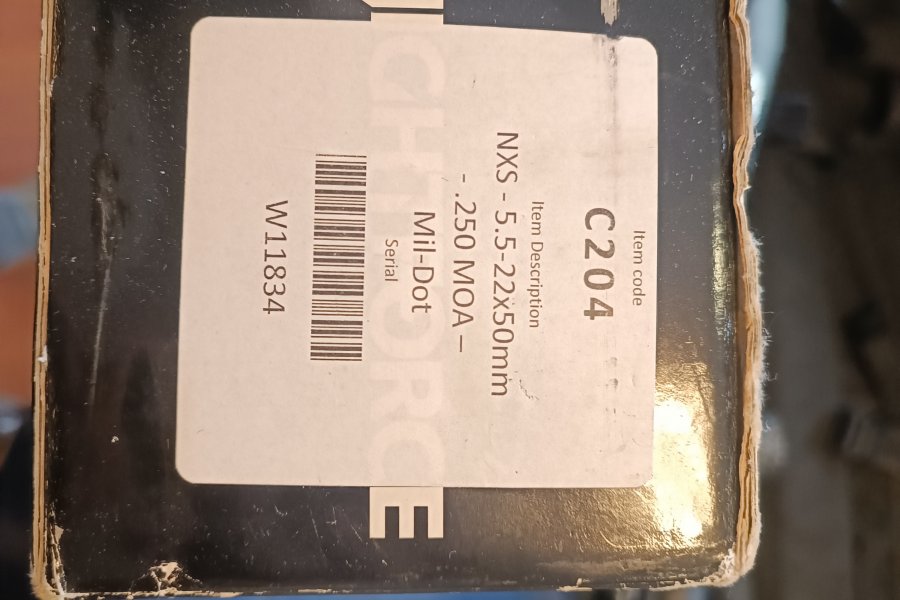 Item code
C204
Item Description
NXS - 5.5-22x50mm
- .250 MOA –
Mil-Dot
Serial
W11834